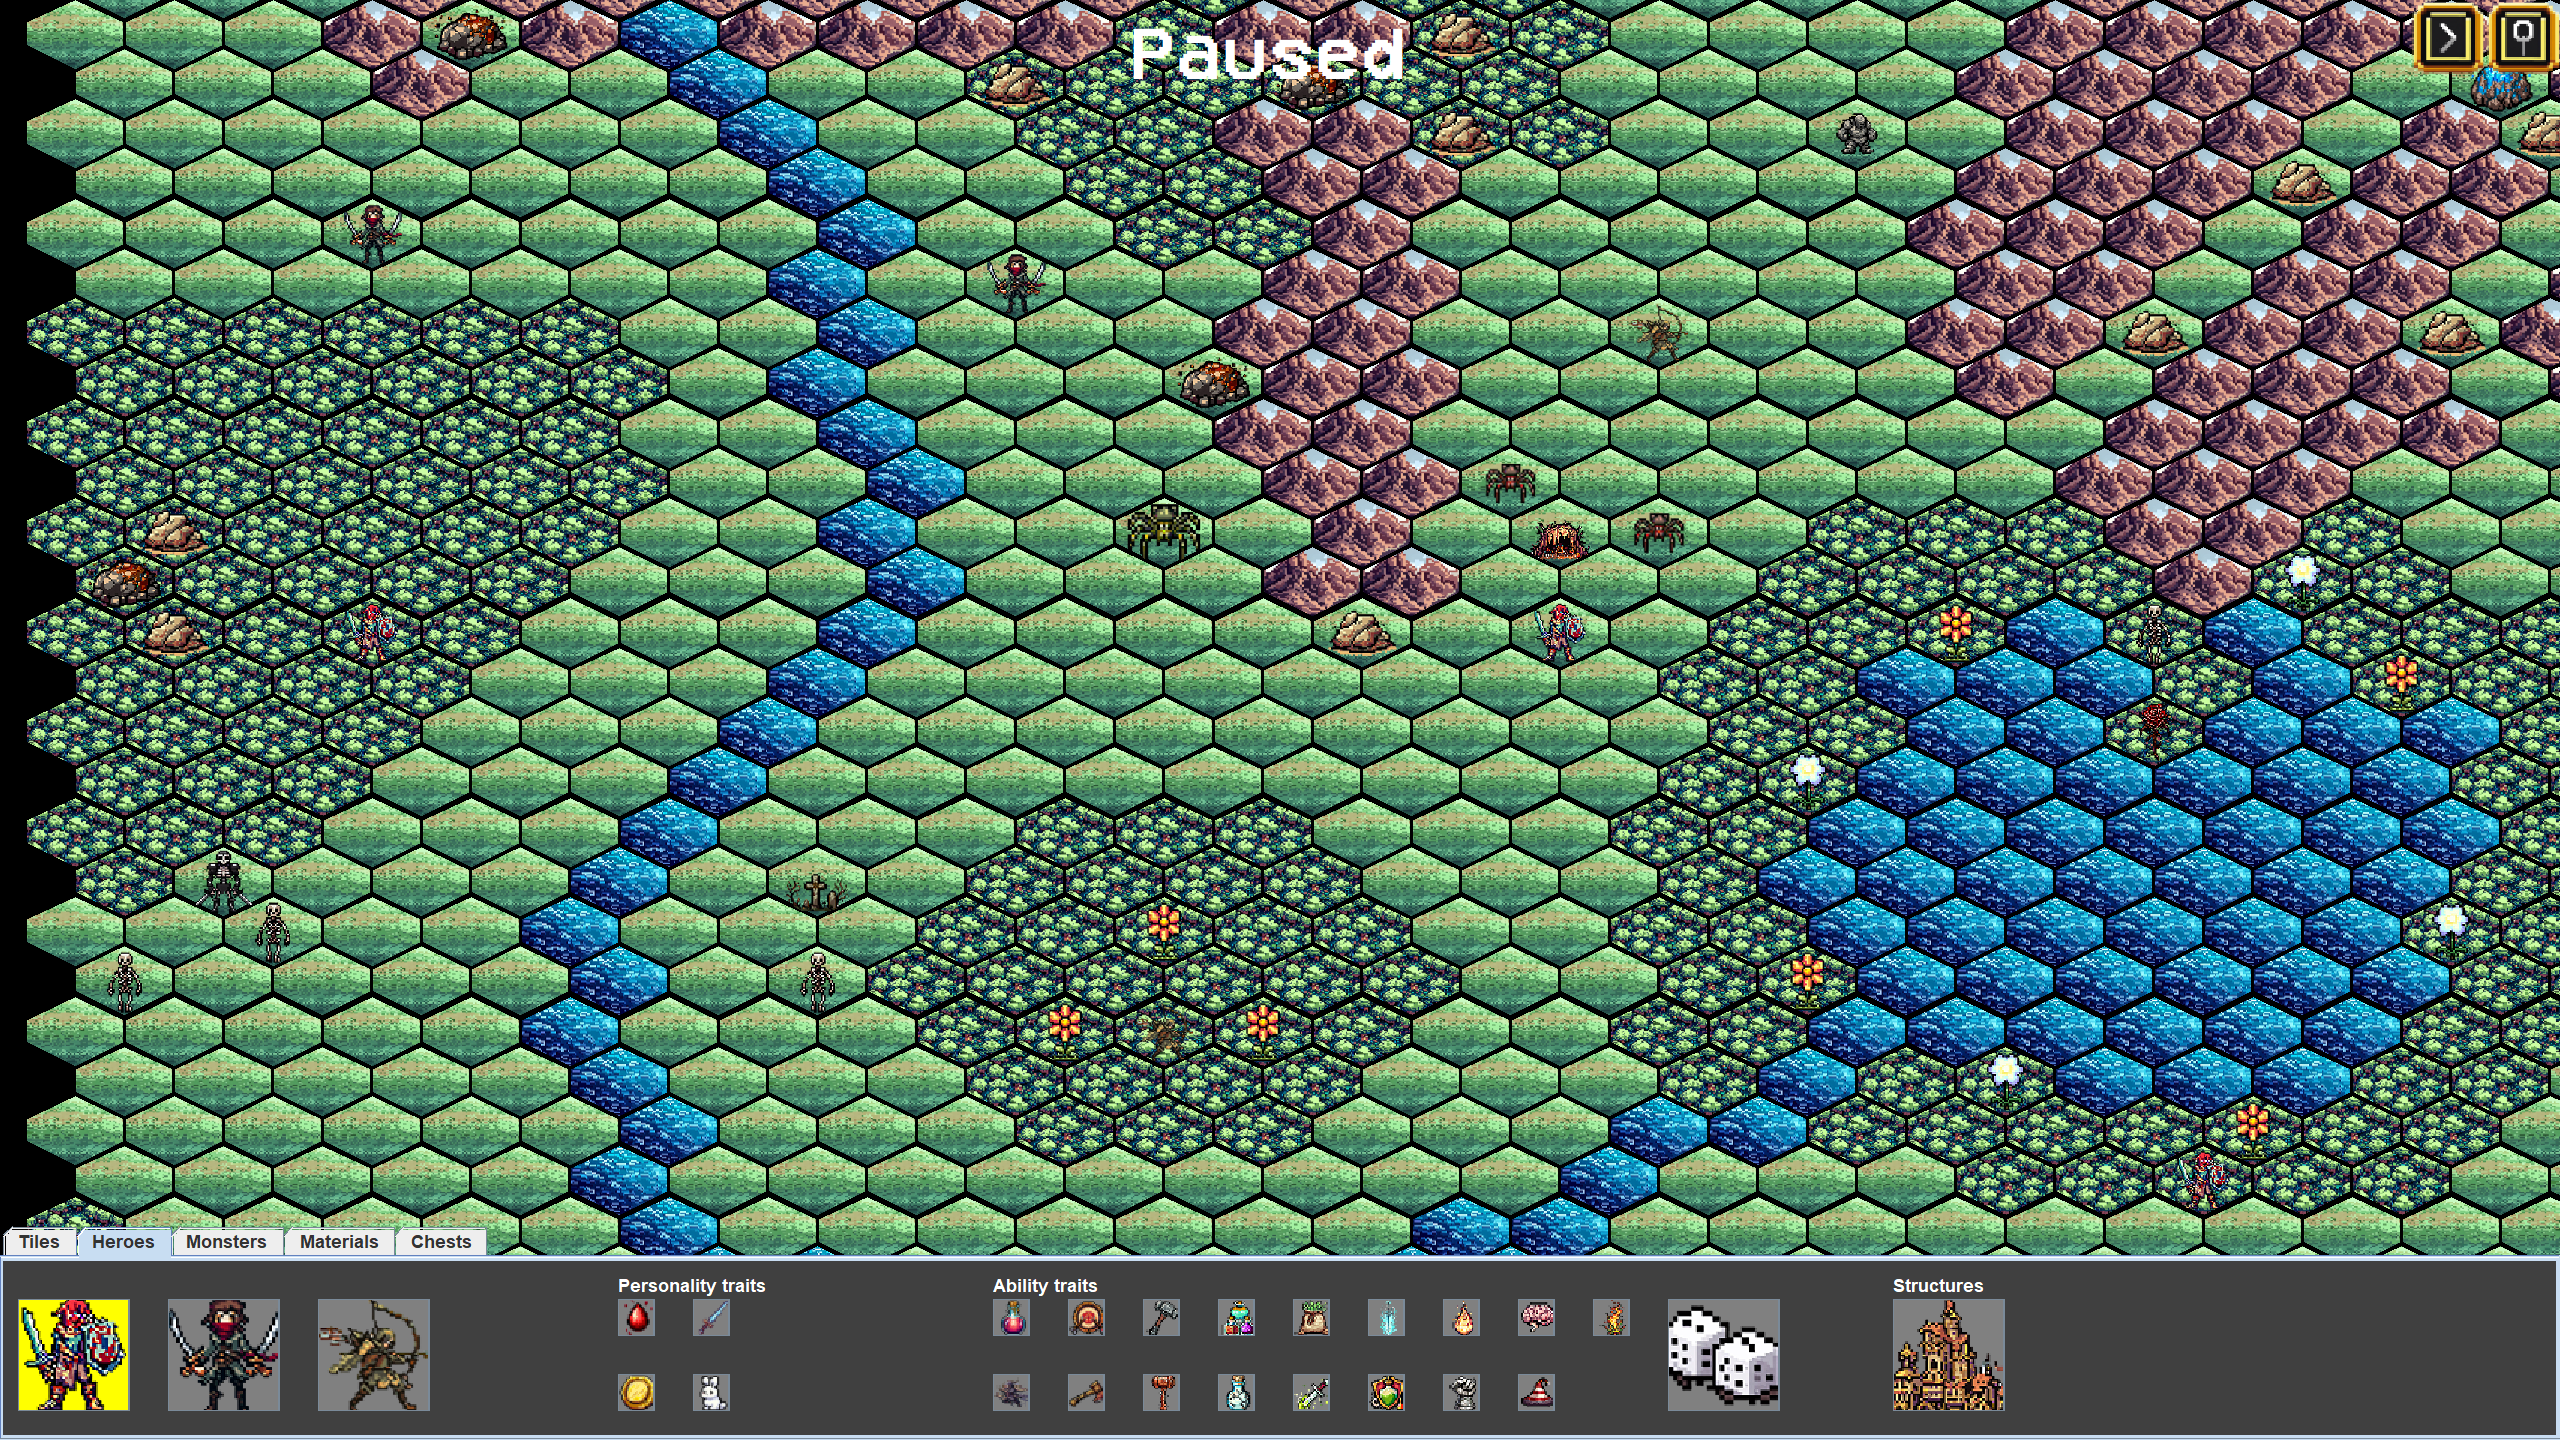 Paused
Tiles
Heroes
Monsters
Materials
Chests
Personality traits
Ability traits
Structures